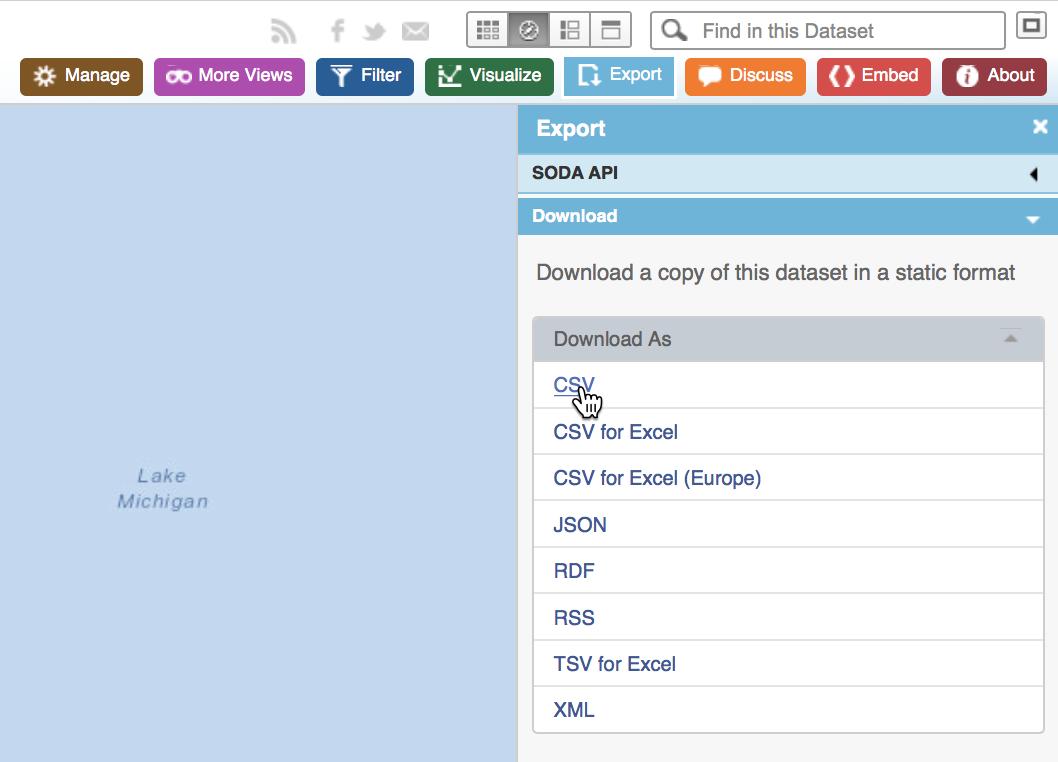 Find in this Dataset
Manage
More Views
Filter
Visualize
Export
Discuss
Embed
About
Export
SODA API
Download
Download a copy of this dataset in a static format
Download As
CSV
CSV for Excel
CSV for Excel (Europe)
JSON
RDF
RSS
TSV for Excel
XML
Lake
Michigan